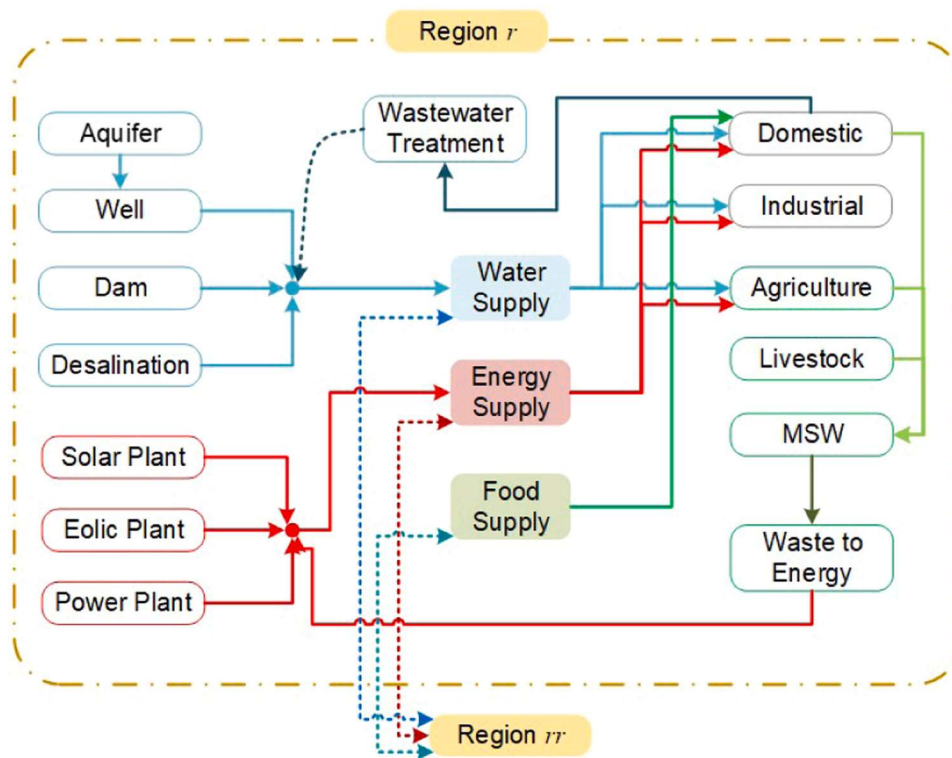 Region r
Aquifer
Well
Dam
Desalination
Solar Plant
Eolic Plant
Power Plant
Wastewater
Treatment
Water
Supply
Energy
Supply
Food
Supply
Domestic
Industrial
Agriculture
Livestock
MSW
Waste to
Energy
Region rr